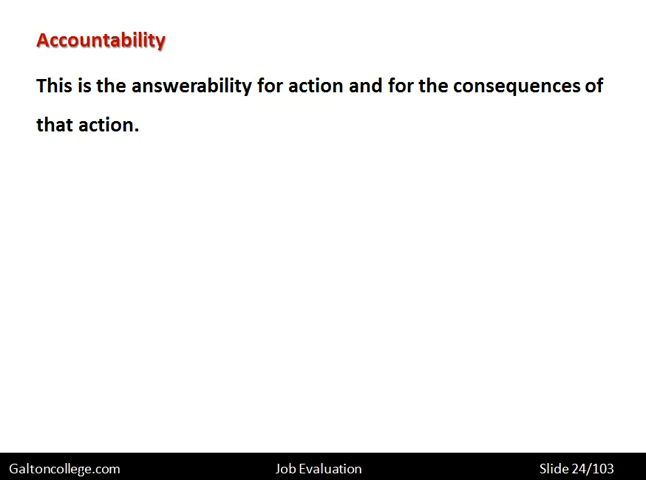 Accountability
This is the answerability for action and for the consequences of
that action.
Galtoncollege.com Job Evaluation Slide 24/103